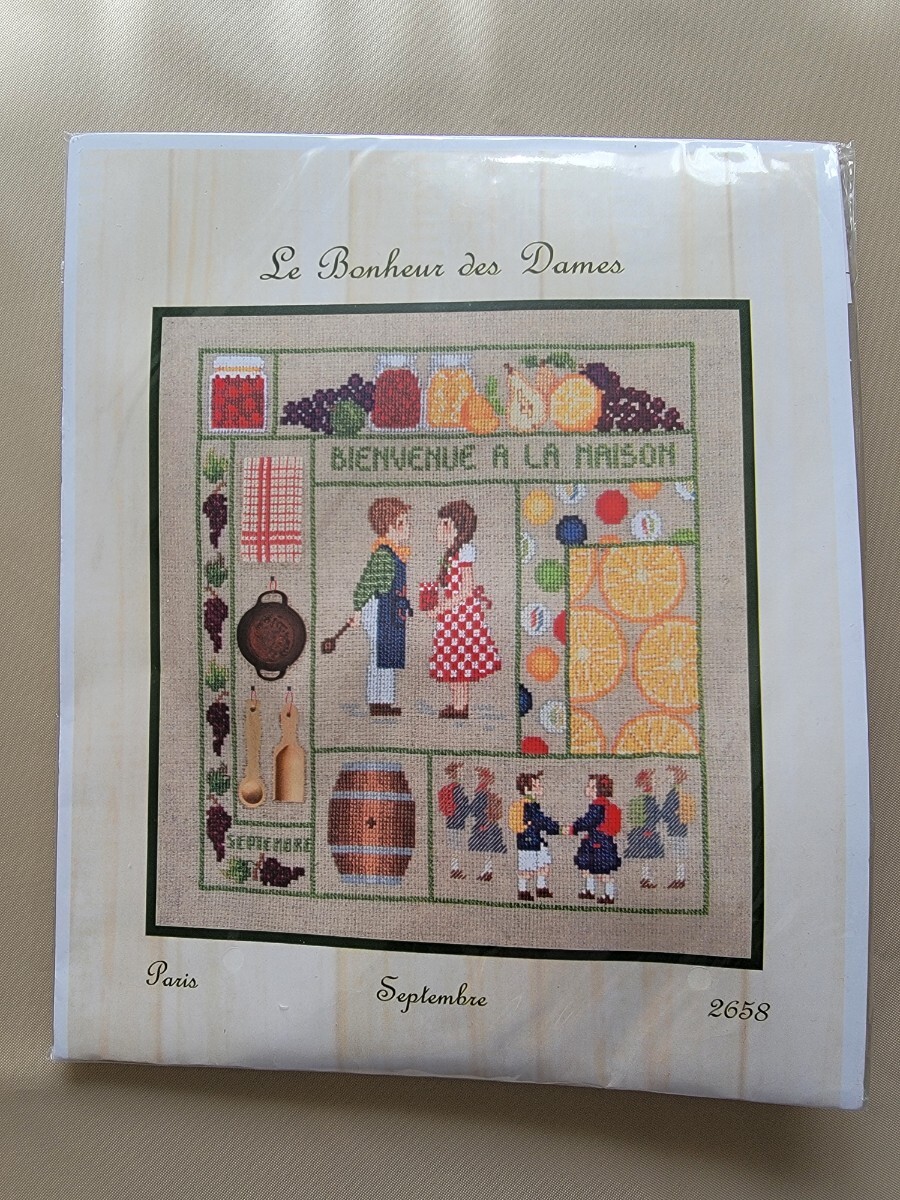 Le Bonheur des Dames
BIENVENUE A LA MAISON
SEPTEMBRE
Paris
Septembre
2658